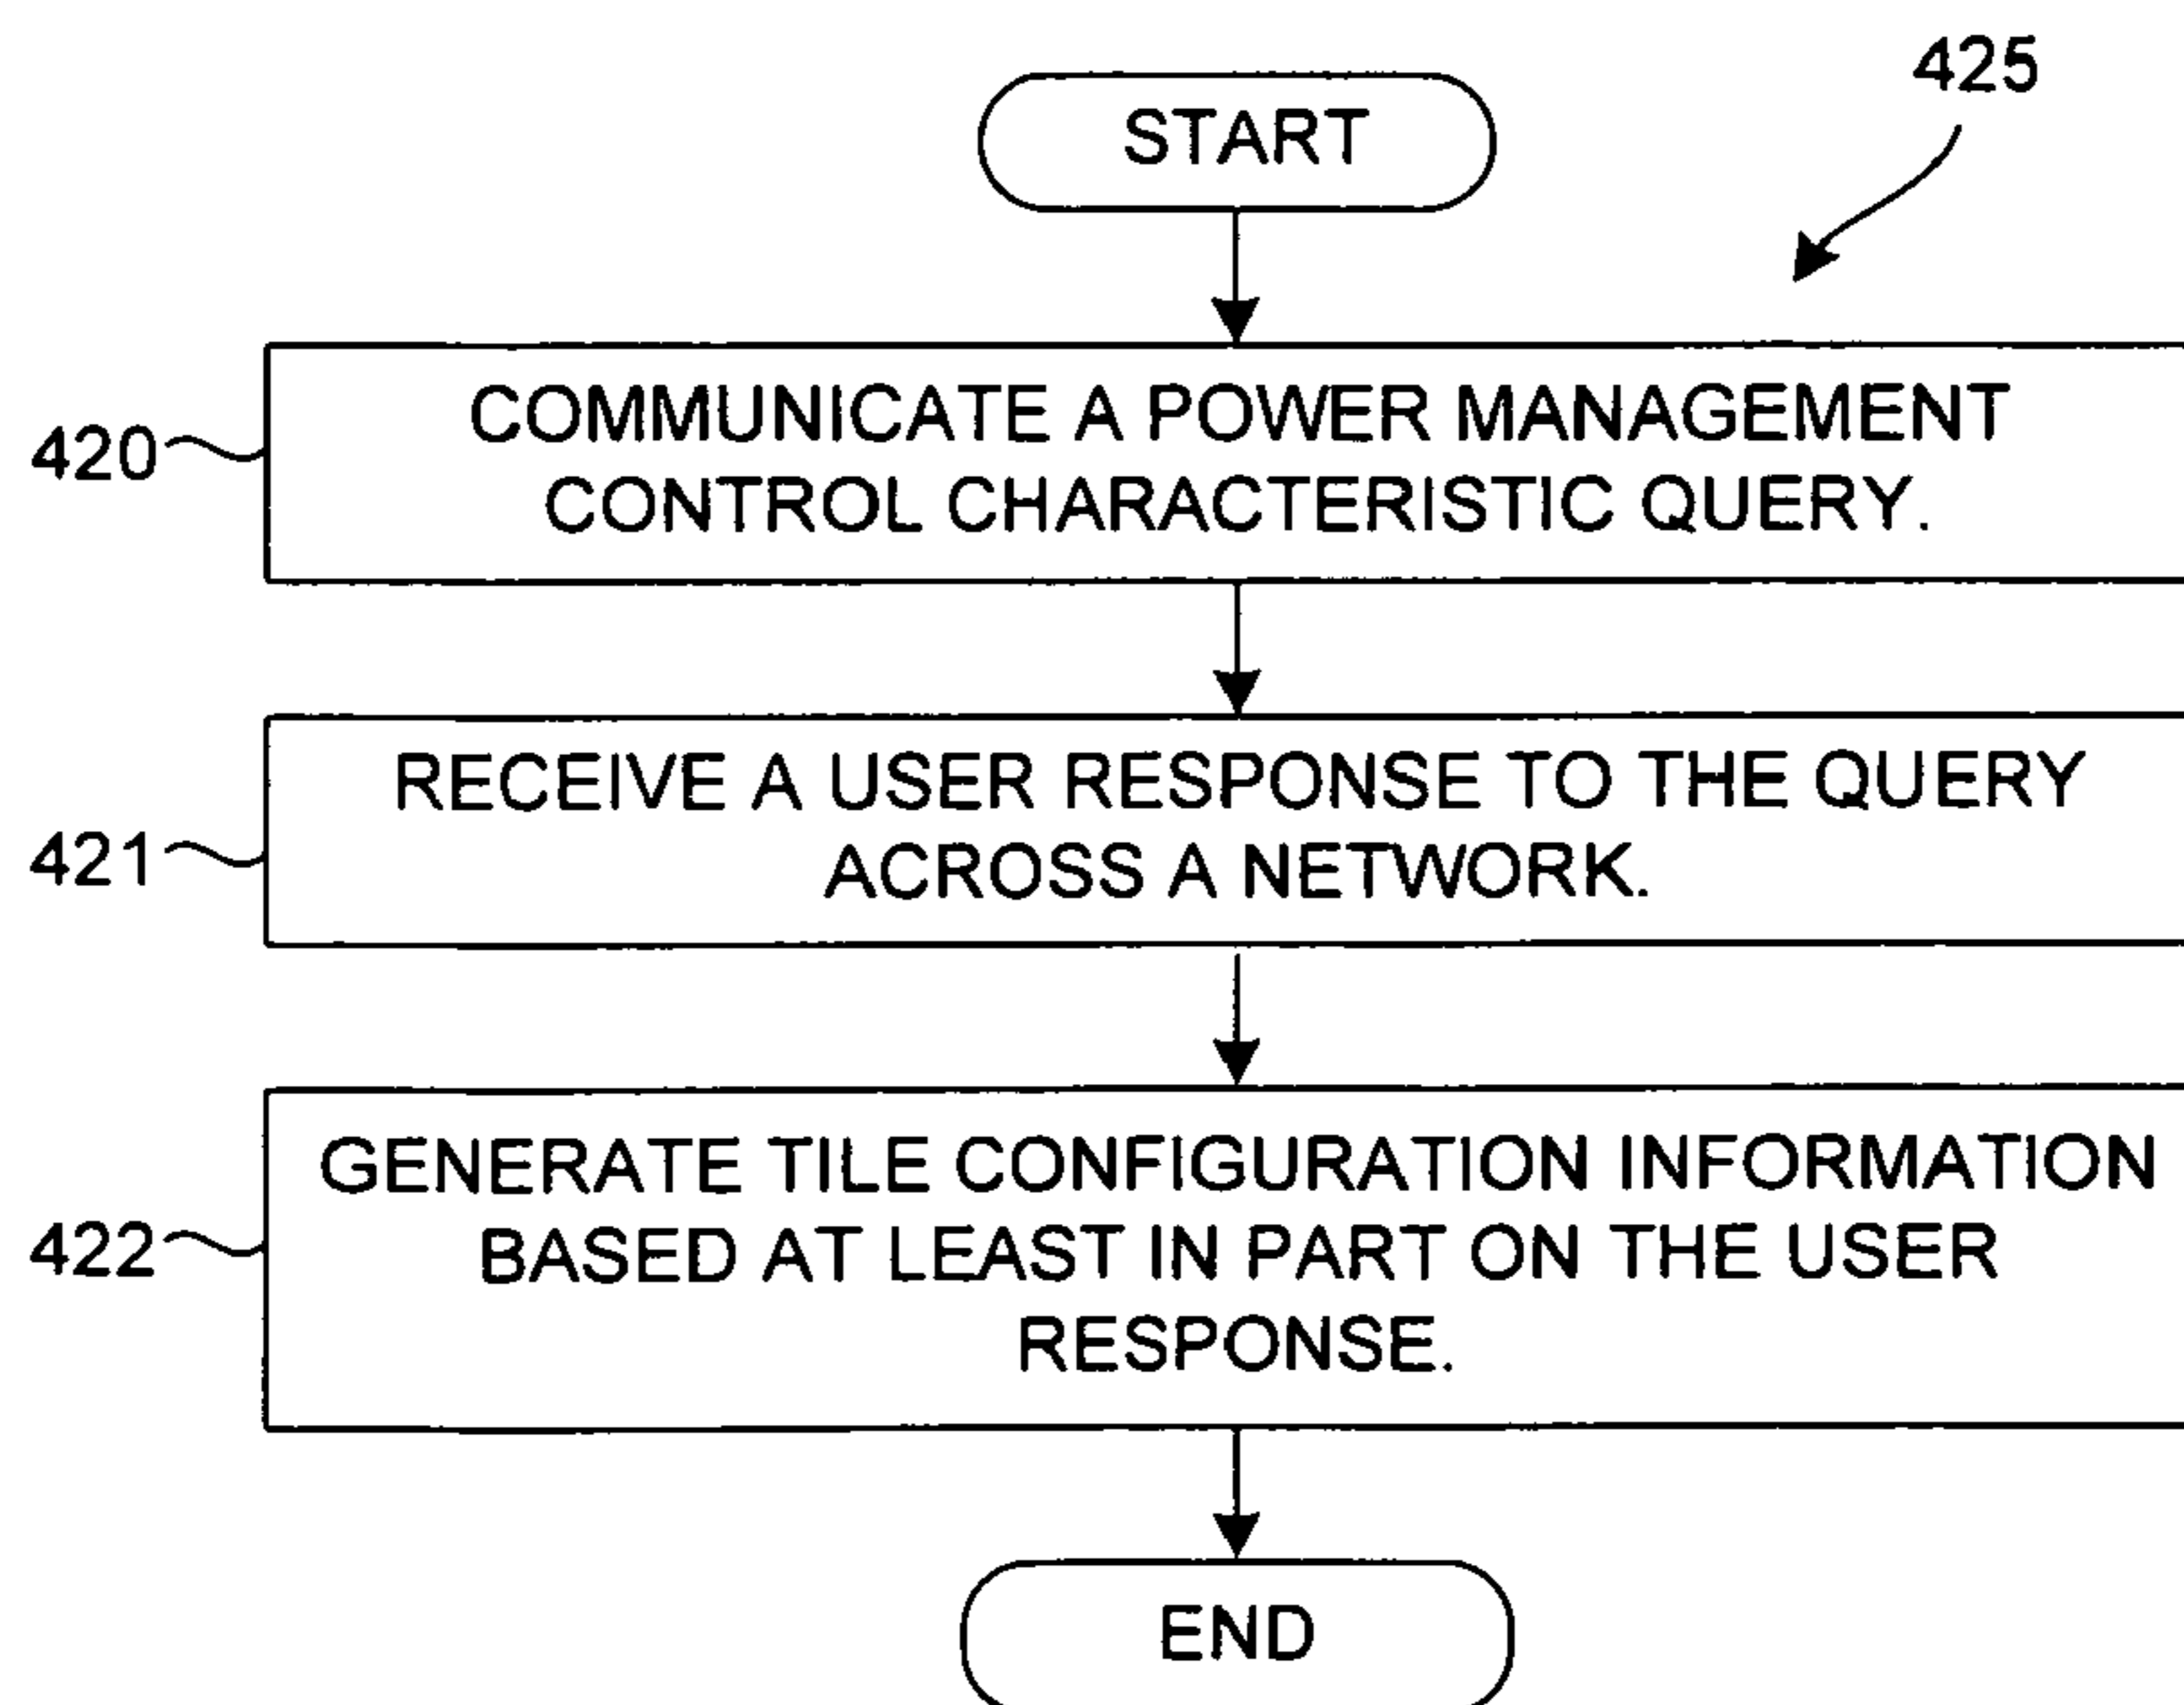 425
START
420
COMMUNICATE A POWER MANAGEMENT
CONTROL CHARACTERISTIC QUERY.
421
RECEIVE A USER RESPONSE TO THE QUERY
ACROSS A NETWORK.
422
GENERATE TILE CONFIGURATION INFORMATION
BASED AT LEAST IN PART ON THE USER
RESPONSE.
END